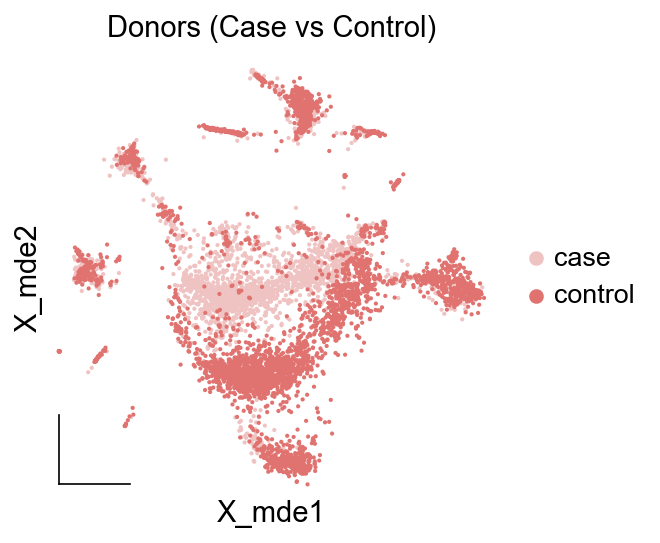 Donors (Case vs Control)
X_mde2
case
control
X_mde1